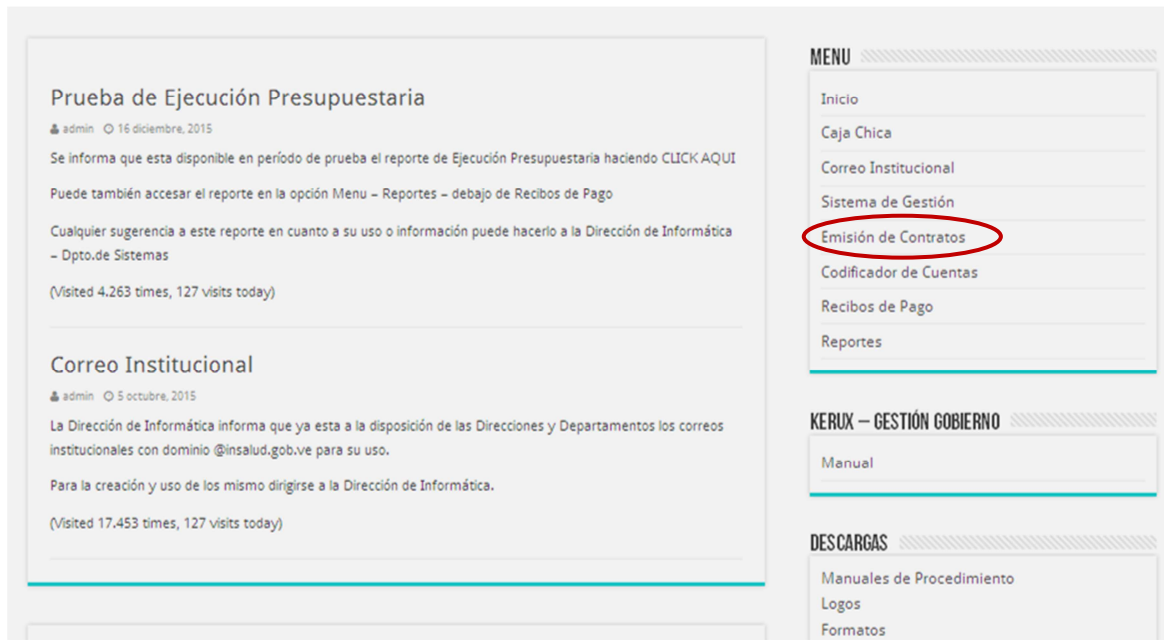 Prueba de Ejecución Presupuestaria
admin 16 diciembre, 2015
Se informa que esta disponible en período de prueba el reporte de Ejecución Presupuestaria haciendo CLICK AQUI
Puede también accesar el reporte en la opción Menu – Reportes – debajo de Recibos de Pago
Cualquier sugerencia a este reporte en cuanto a su uso o información puede hacerlo a la Dirección de Informática
– Dpto.de Sistemas
(Visited 4.263 times, 127 visits today)
Correo Institucional
admin 5 octubre, 2015
La Dirección de Informática informa que ya esta a la disposición de las Direcciones y Departamentos los correos
institucionales con dominio @insalud.gob.ve para su uso.
Para la creación y uso de los mismo dirigirse a la Dirección de Informática.
(Visited 17.453 times, 127 visits today)
MENU
Inicio
Caja Chica
Correo Institucional
Sistema de Gestión
Emisión de Contratos
Codificador de Cuentas
Recibos de Pago
Reportes
KERUX – GESTIÓN GOBIERNO
Manual
DESCARGAS
Manuales de Procedimiento
Logos
Formatos